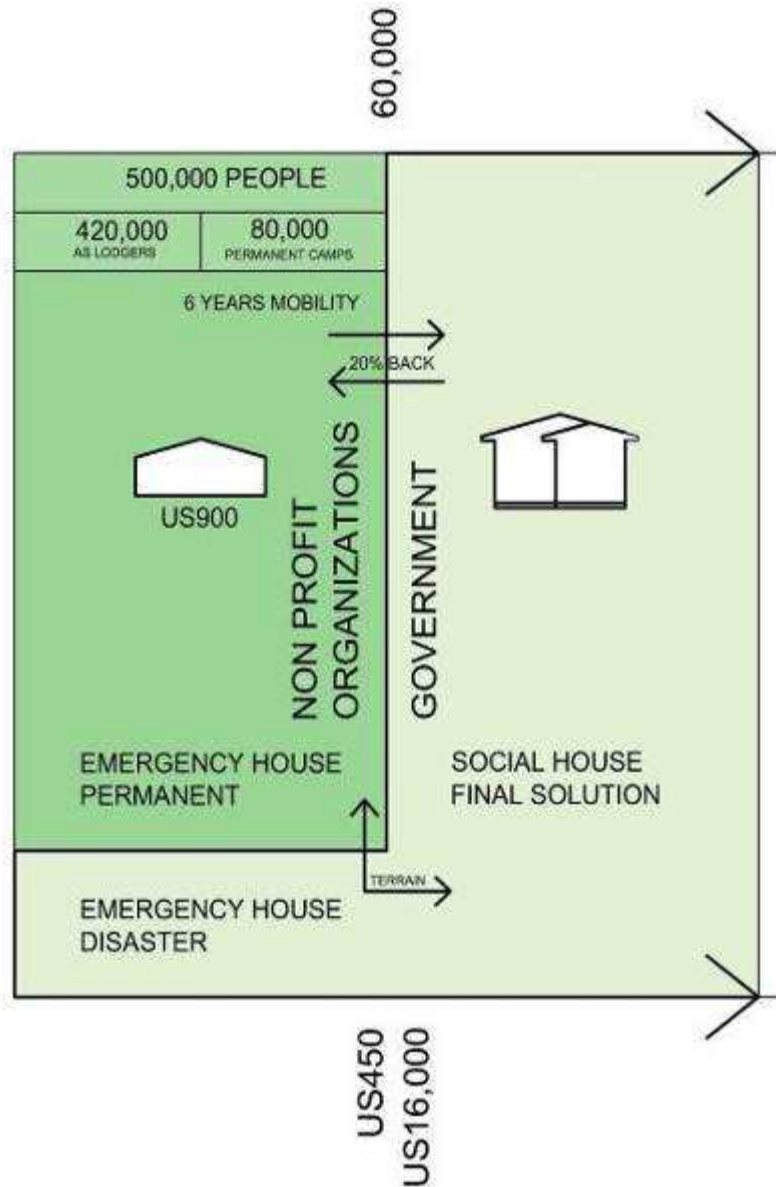 60,000
500,000 PEOPLE
420,000
AS LODGERS
80,000
PERMANENT CAMPS
6 YEARS MOBILITY
20% BACK
US900
NON PROFIT
ORGANIZATIONS
GOVERNMENT
EMERGENCY HOUSE
PERMANENT
SOCIAL HOUSE
FINAL SOLUTION
TERRAIN
EMERGENCY HOUSE
DISASTER
US450
US16,000